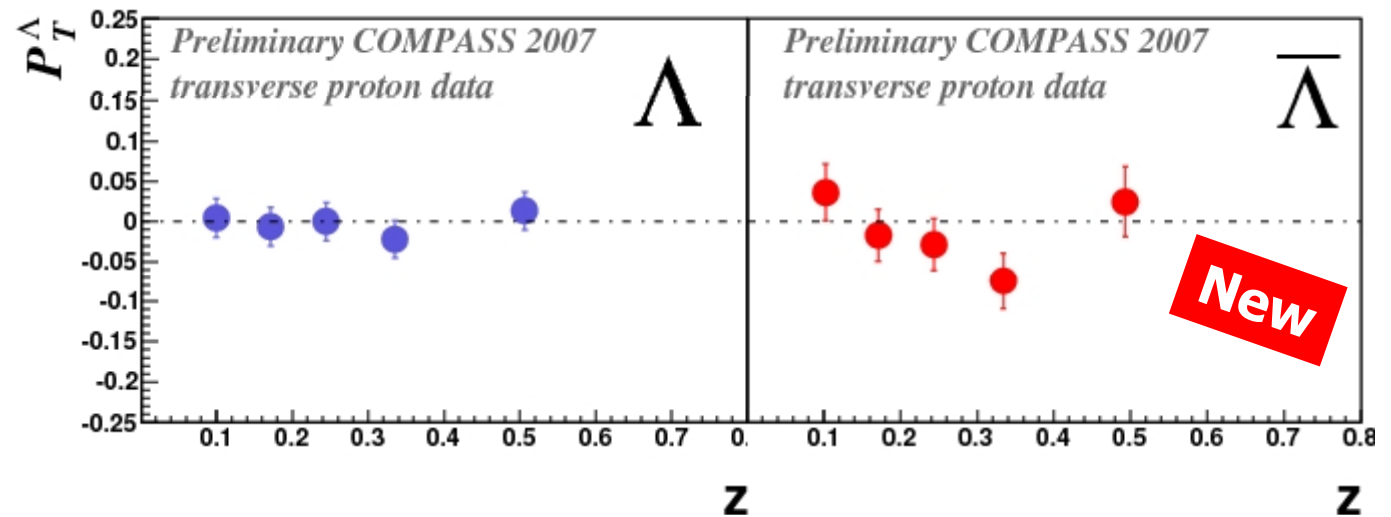 P_T^Λ
Preliminary COMPASS 2007
transverse proton data
Λ
0.25
0.2
0.15
0.1
0.05
0
-0.05
-0.1
-0.15
-0.2
-0.25
0.1 0.2 0.3 0.4 0.5 0.6 0.7 0.
z
Preliminary COMPASS 2007
transverse proton data
Λ̅
New
0.1 0.2 0.3 0.4 0.5 0.6 0.7 0.8
z